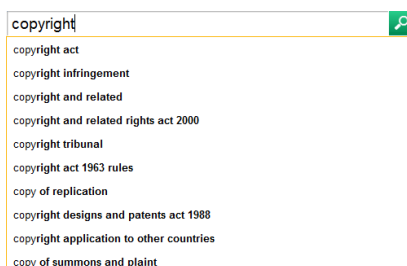 copyright
copyright act
copyright infringement
copyright and related
copyright and related rights act 2000
copyright tribunal
copyright act 1963 rules
copy of replication
copyright designs and patents act 1988
copyright application to other countries
copy of summons and plaint